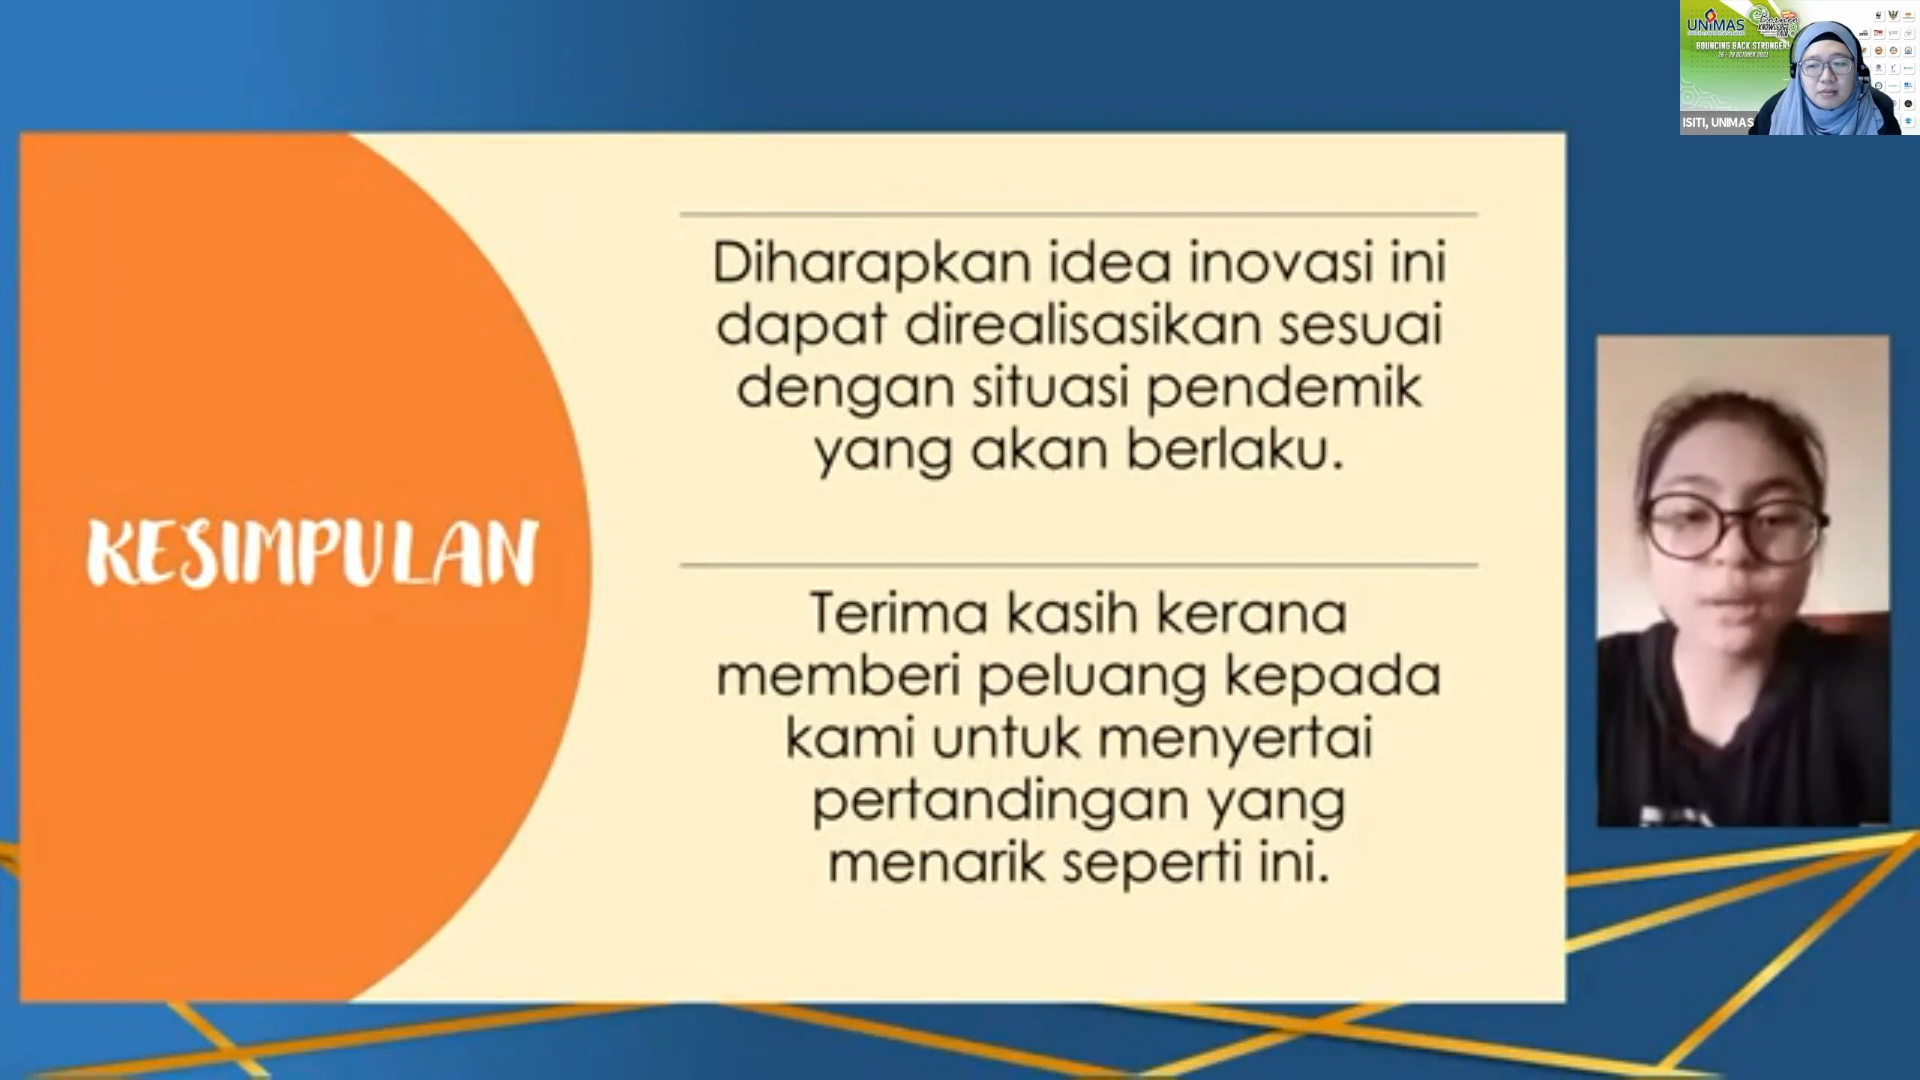 KESIMPULAN
Diharapkan idea inovasi ini
dapat direalisasikan sesuai
dengan situasi pendemik
yang akan berlaku.
Terima kasih kerana
memberi peluang kepada
kami untuk menyertai
pertandingan yang
menarik seperti ini.
UNIMAS
BOUNCING BACK STRONGER!
ISITI, UNIMAS